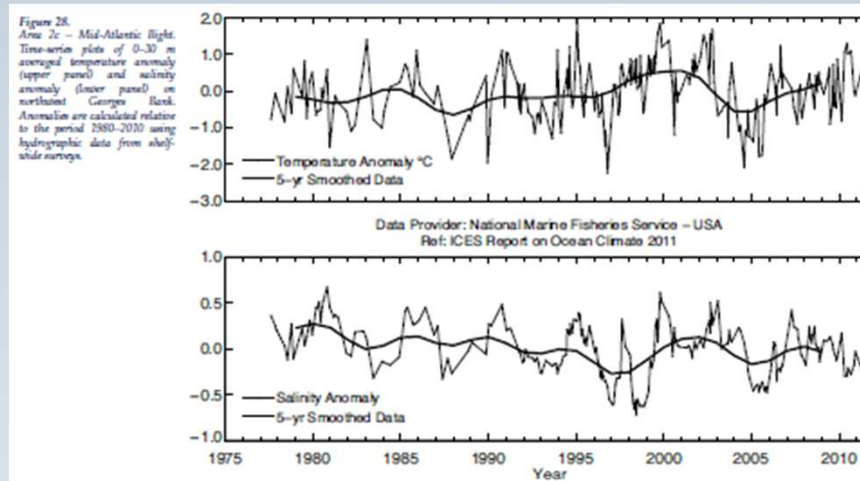 Figure 28.
Area 2c – Mid-Atlantic Bight.
Time-series plots of 0–30 m
averaged temperature anomaly
(upper panel) and salinity
anomaly (lower panel) on
northwest Georges Bank.
Anomalies are calculated relative
to the period 1980–2010 using
hydrographic data from shelf-
wide surveys.
2.0
1.0
0.0
−1.0
−2.0
−3.0
Temperature Anomaly °C
5–yr Smoothed Data
Data Provider: National Marine Fisheries Service – USA
Ref: ICES Report on Ocean Climate 2011
1.0
0.5
0.0
−0.5
−1.0
Salinity Anomaly
5–yr Smoothed Data
1975 1980 1985 1990 1995 2000 2005 2010
Year